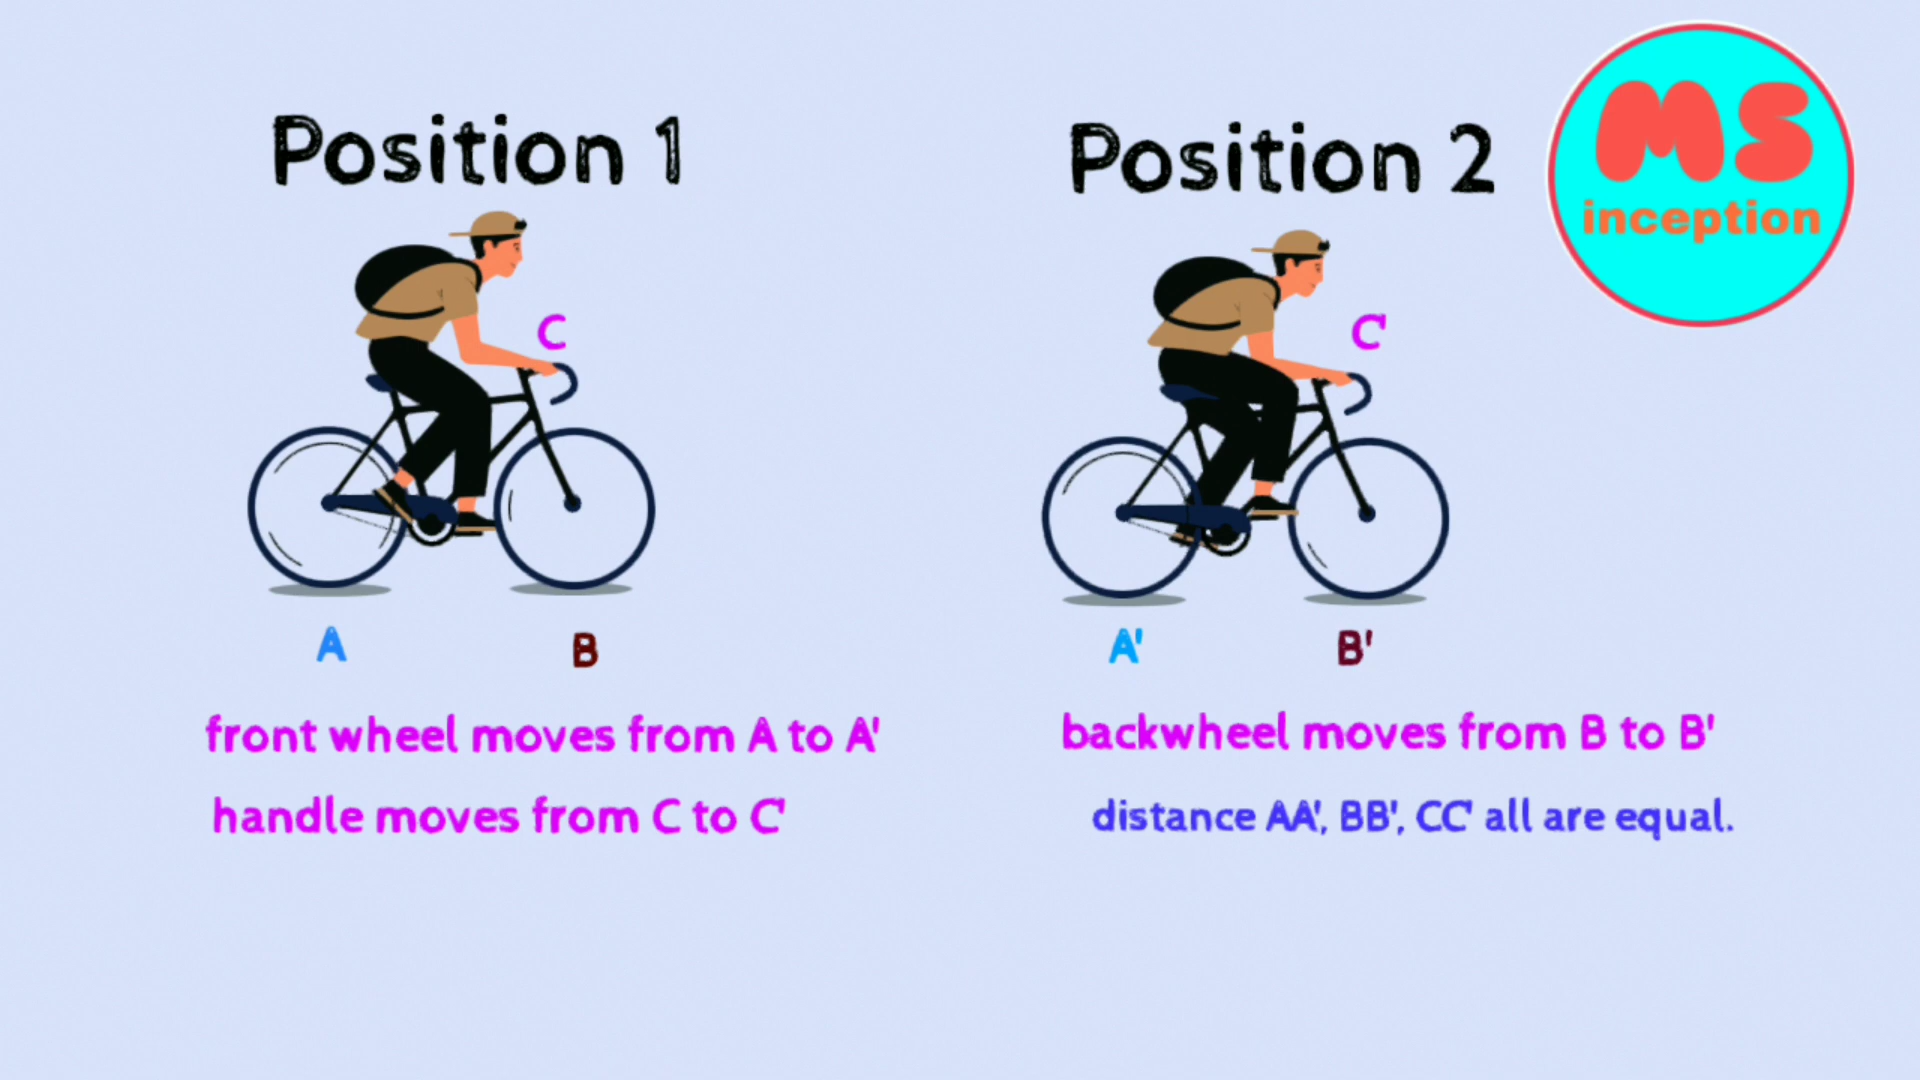 Position 1
Position 2
MS
inception
C
C'
A
B
A'
B'
front wheel moves from A to A'
backwheel moves from B to B'
handle moves from C to C'
distance AA', BB', CC' all are equal.